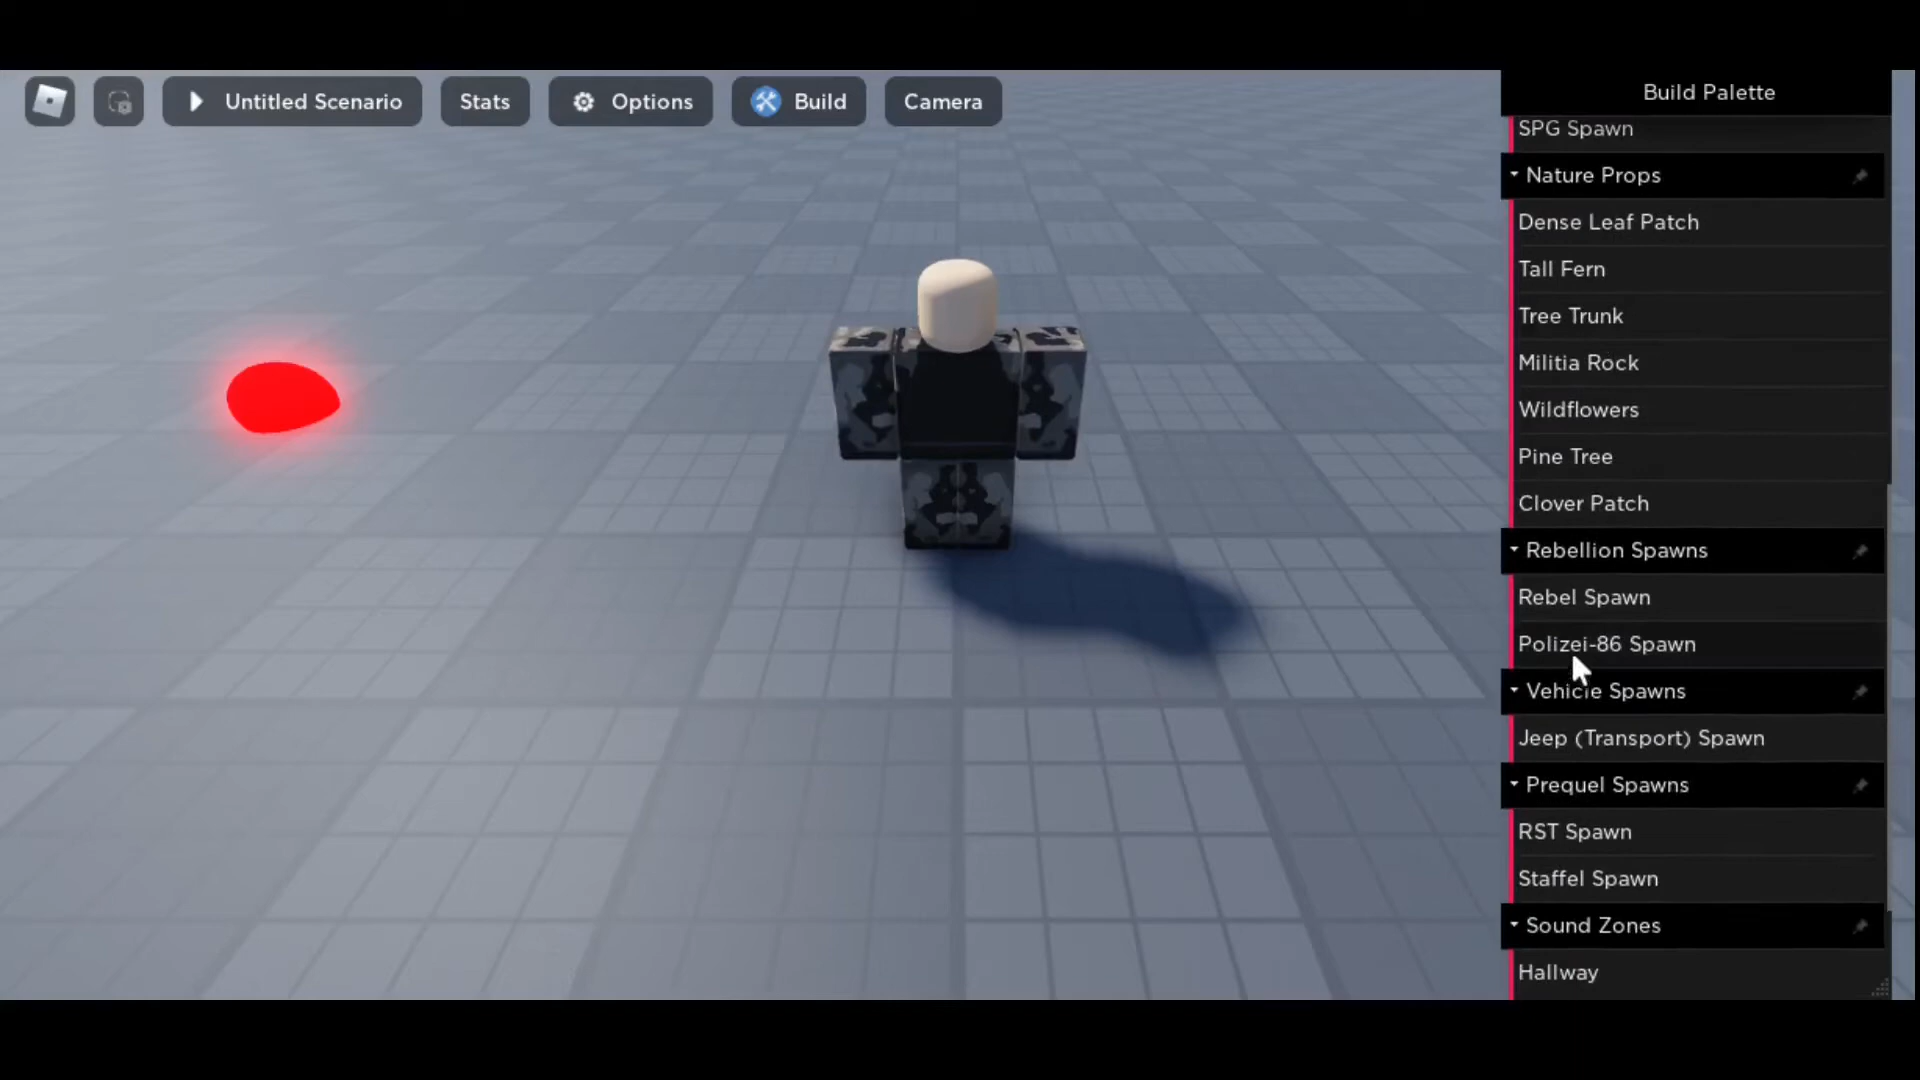 Untitled Scenario
Stats
Options
Build
Camera
Build Palette
SPG Spawn
Nature Props
Dense Leaf Patch
Tall Fern
Tree Trunk
Militia Rock
Wildflowers
Pine Tree
Clover Patch
Rebellion Spawns
Rebel Spawn
Polizei-86 Spawn
Vehicle Spawns
Jeep (Transport) Spawn
Prequel Spawns
RST Spawn
Staffel Spawn
Sound Zones
Hallway